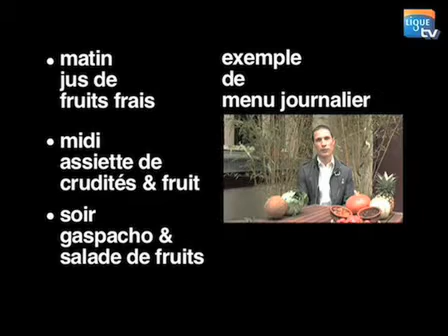 ligue
tv
• matin
jus de
fruits frais
• midi
assiette de
crudités & fruit
• soir
gaspacho &
salade de fruits
exemple
de
menu journalier